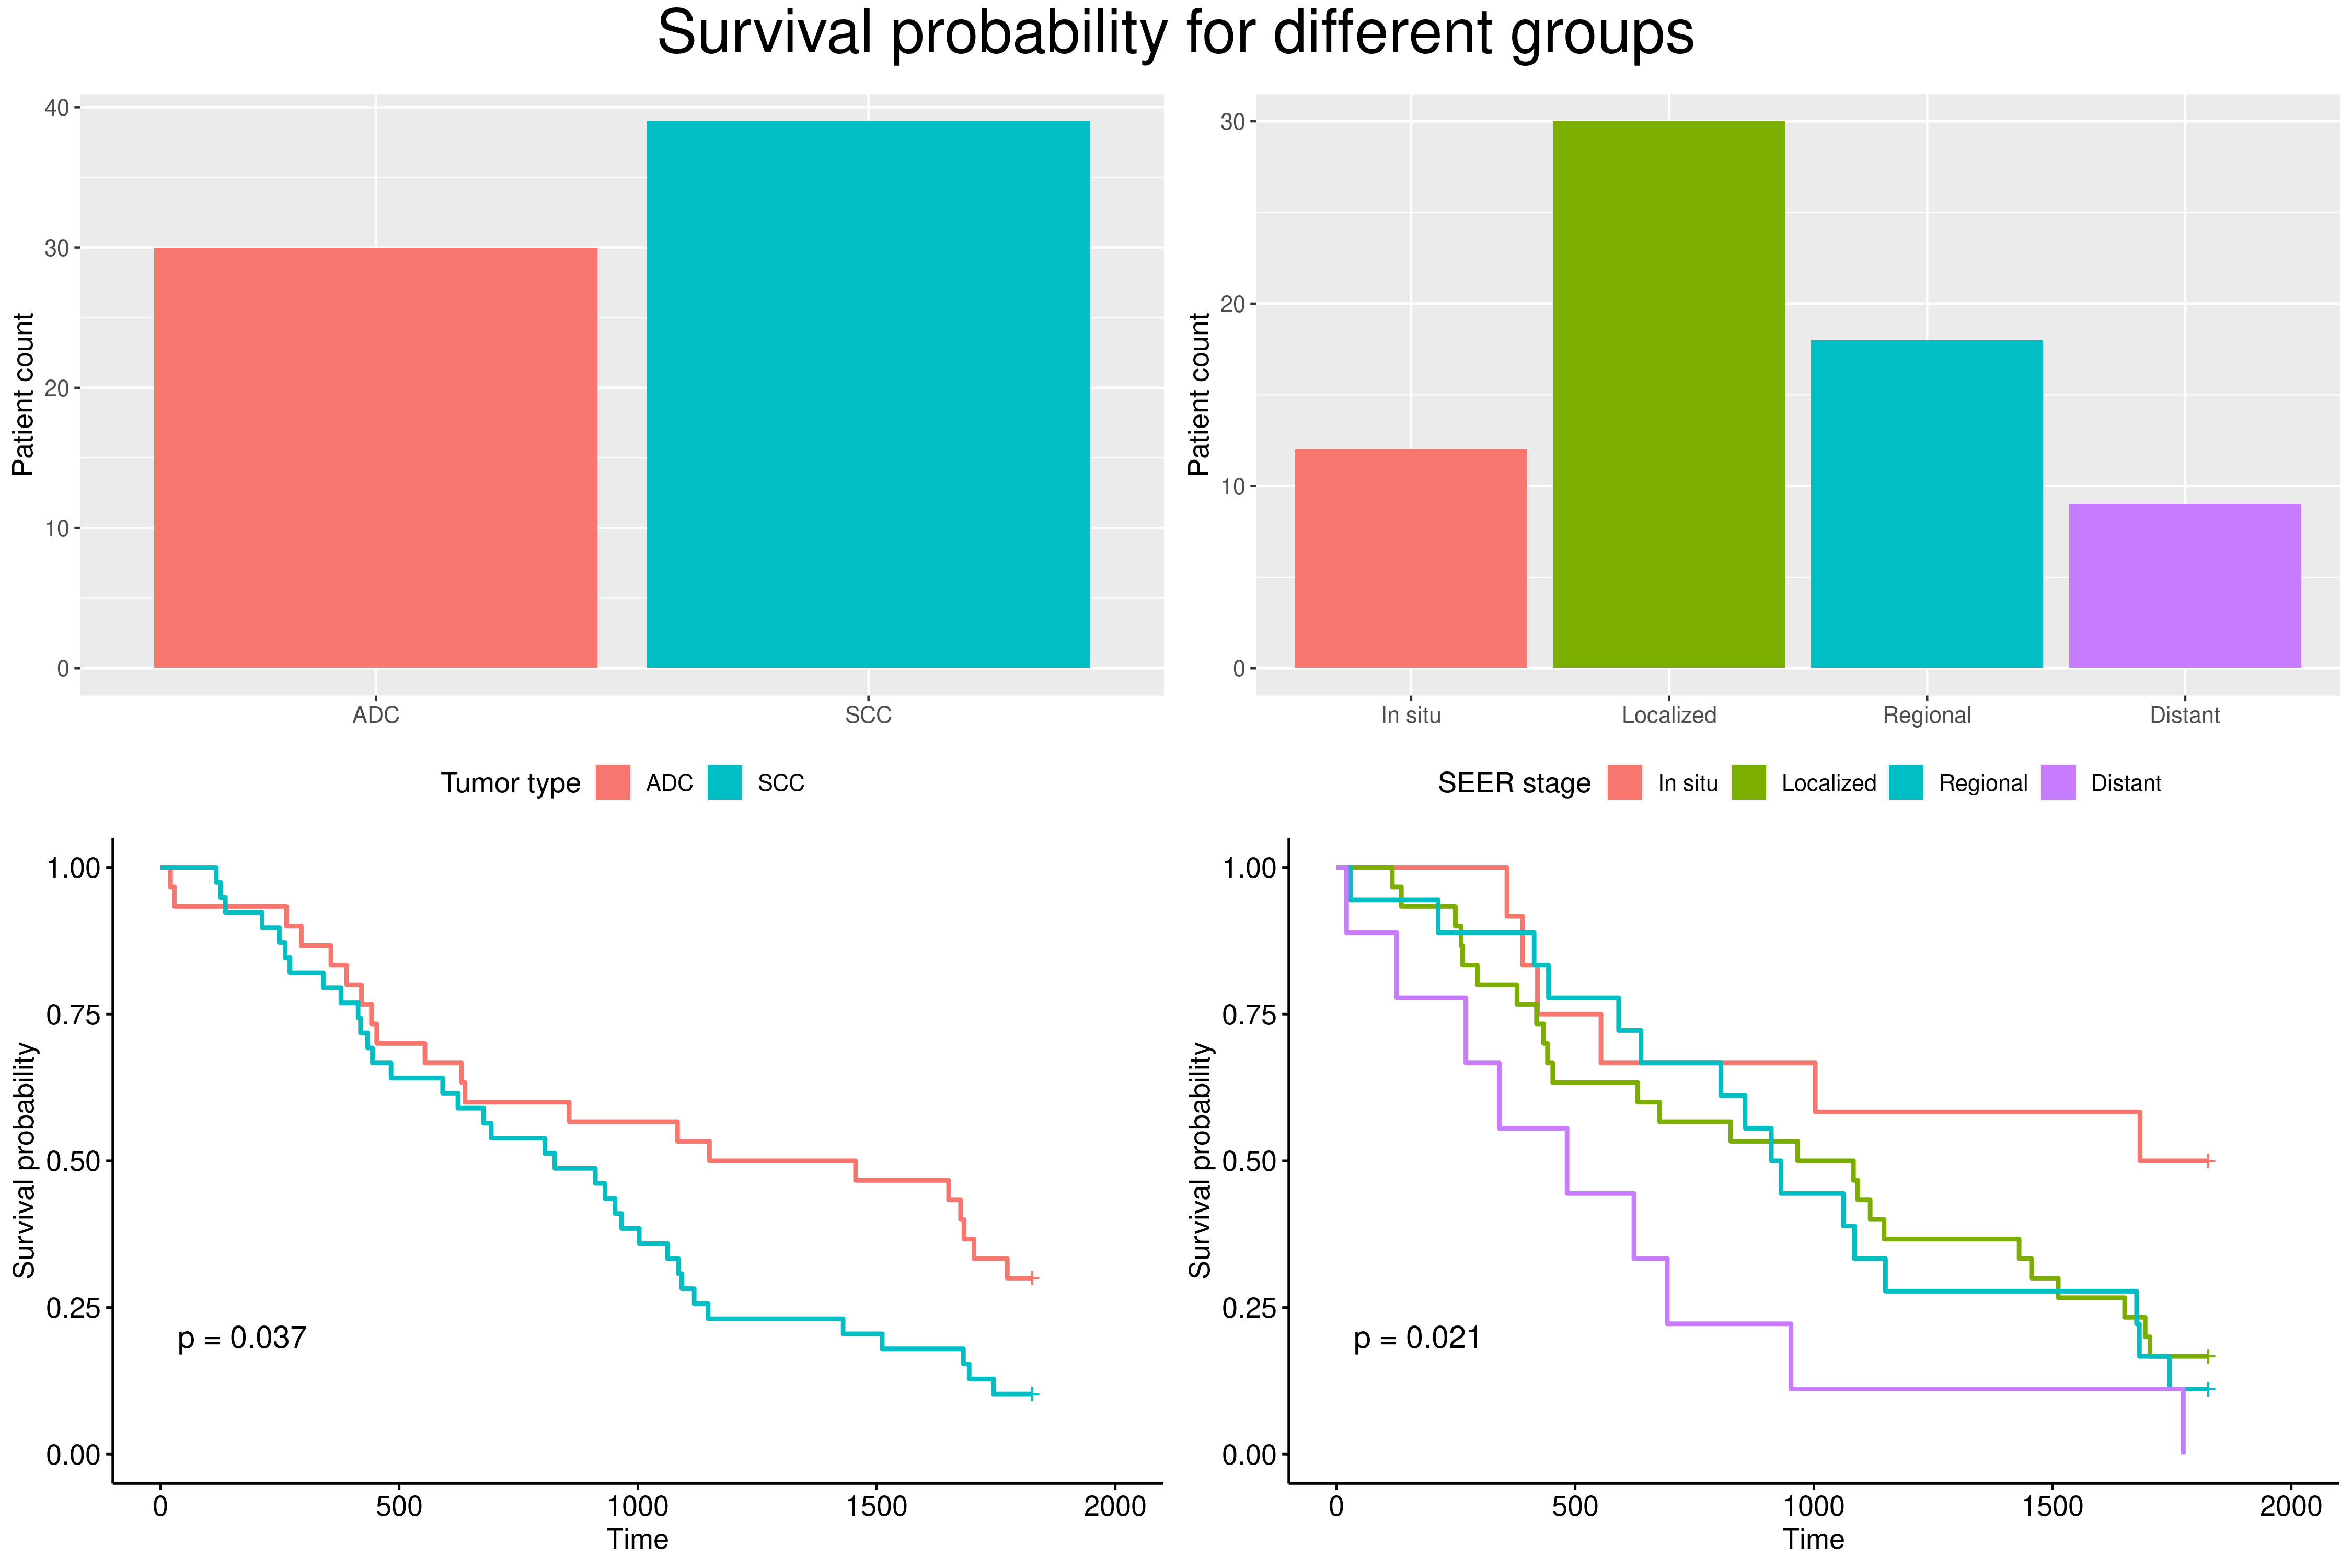 Survival probability for different groups
Patient count
40
30
20
10
0
ADC
SCC
Tumor type
ADC
SCC
Patient count
30
20
10
0
In situ
Localized
Regional
Distant
SEER stage
In situ
Localized
Regional
Distant
Survival probability
1.00
0.75
0.50
0.25
0.00
p = 0.037
0
500
1000
1500
2000
Time
Survival probability
1.00
0.75
0.50
0.25
0.00
p = 0.021
0
500
1000
1500
2000
Time